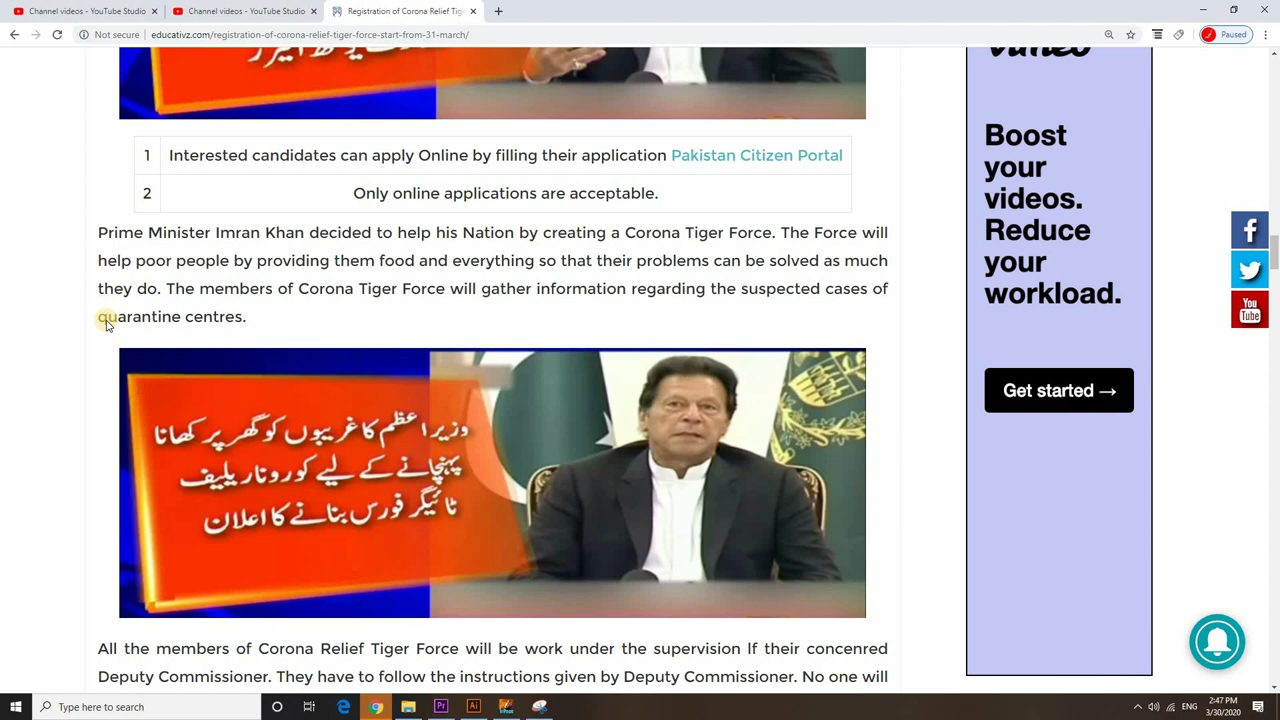 Channel videos - YouTube Studio
Channel videos - YouTube Studio
Registration of Corona Relief Tig
Not secure | educativz.com/registration-of-corona-relief-tiger-force-start-from-31-march/
Paused
1 Interested candidates can apply Online by filling their application Pakistan Citizen Portal
2 Only online applications are acceptable.
Prime Minister Imran Khan decided to help his Nation by creating a Corona Tiger Force. The Force will
help poor people by providing them food and everything so that their problems can be solved as much
they do. The members of Corona Tiger Force will gather information regarding the suspected cases of
quarantine centres.
وزیر اعظم کا غریبوں کو گھر پر کھانا
پہنچانے کے لیے کورونا ریلیف
ٹائیگر فورس بنانے کا اعلان
All the members of Corona Relief Tiger Force will be work under the supervision If their concenred
Deputy Commissioner. They have to follow the instructions given by Deputy Commissioner. No one will
vimeo
Boost
your
videos.
Reduce
your
workload.
Get started →
You
Tube
Type here to search
ENG
2:47 PM
3/30/2020